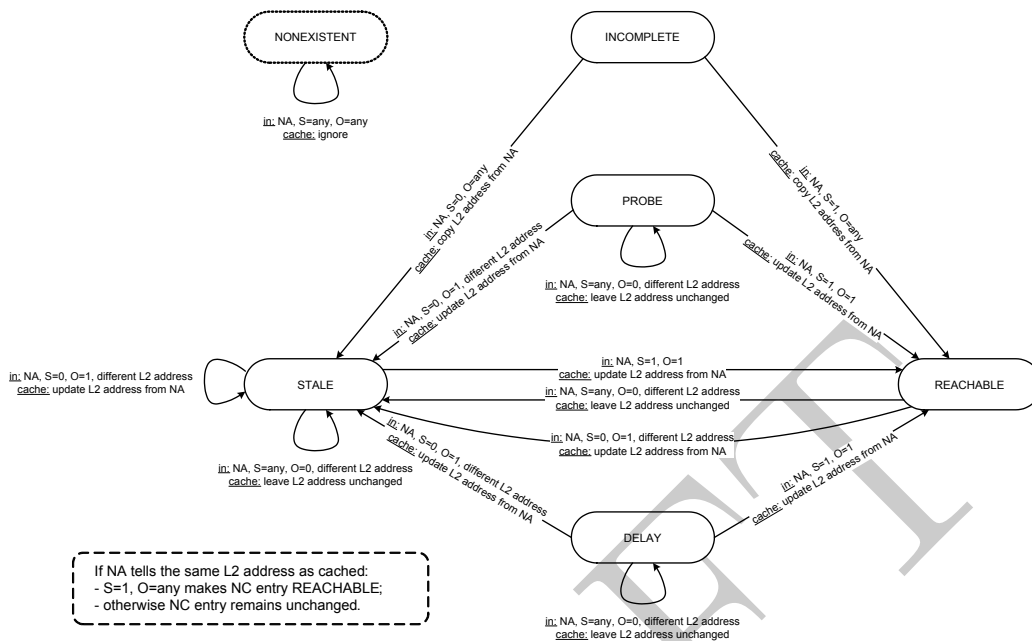 NONEXISTENT
INCOMPLETE
in: NA, S=any, O=any
cache: ignore
in: NA, S=0, O=any
cache: copy L2 address from NA
in: NA, S=1, O=any
cache: copy L2 address from NA
PROBE
in: NA, S=0, O=1, different L2 address
cache: update L2 address from NA
in: NA, S=any, O=0, different L2 address
cache: leave L2 address unchanged
in: NA, S=1, O=1
cache: update L2 address from NA
in: NA, S=0, O=1, different L2 address
cache: update L2 address from NA
STALE
in: NA, S=1, O=1
cache: update L2 address from NA
in: NA, S=any, O=0, different L2 address
cache: leave L2 address unchanged
REACHABLE
in: NA, S=0, O=1, different L2 address
cache: update L2 address from NA
in: NA, S=any, O=0, different L2 address
cache: leave L2 address unchanged
in: NA, S=0, O=1, different L2 address
cache: update L2 address from NA
in: NA, S=1, O=1
cache: update L2 address from NA
DELAY
in: NA, S=any, O=0, different L2 address
cache: leave L2 address unchanged
If NA tells the same L2 address as cached:
- S=1, O=any makes NC entry REACHABLE;
- otherwise NC entry remains unchanged.